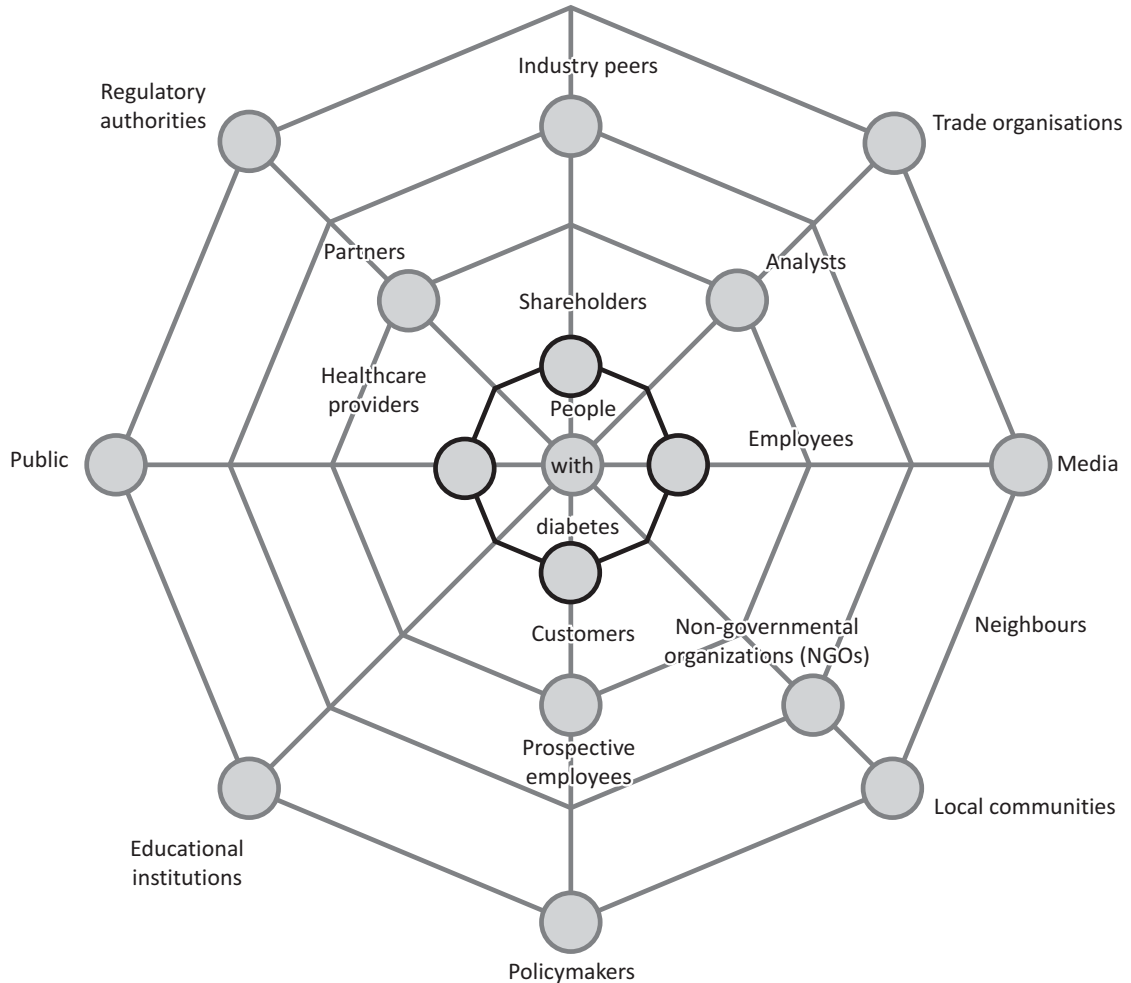 Industry peers
Regulatory
authorities
Trade organisations
Partners
Analysts
Shareholders
Healthcare
providers
People
Employees
Public
with
Media
diabetes
Customers
Non-governmental
organizations (NGOs)
Neighbours
Prospective
employees
Local communities
Educational
institutions
Policymakers